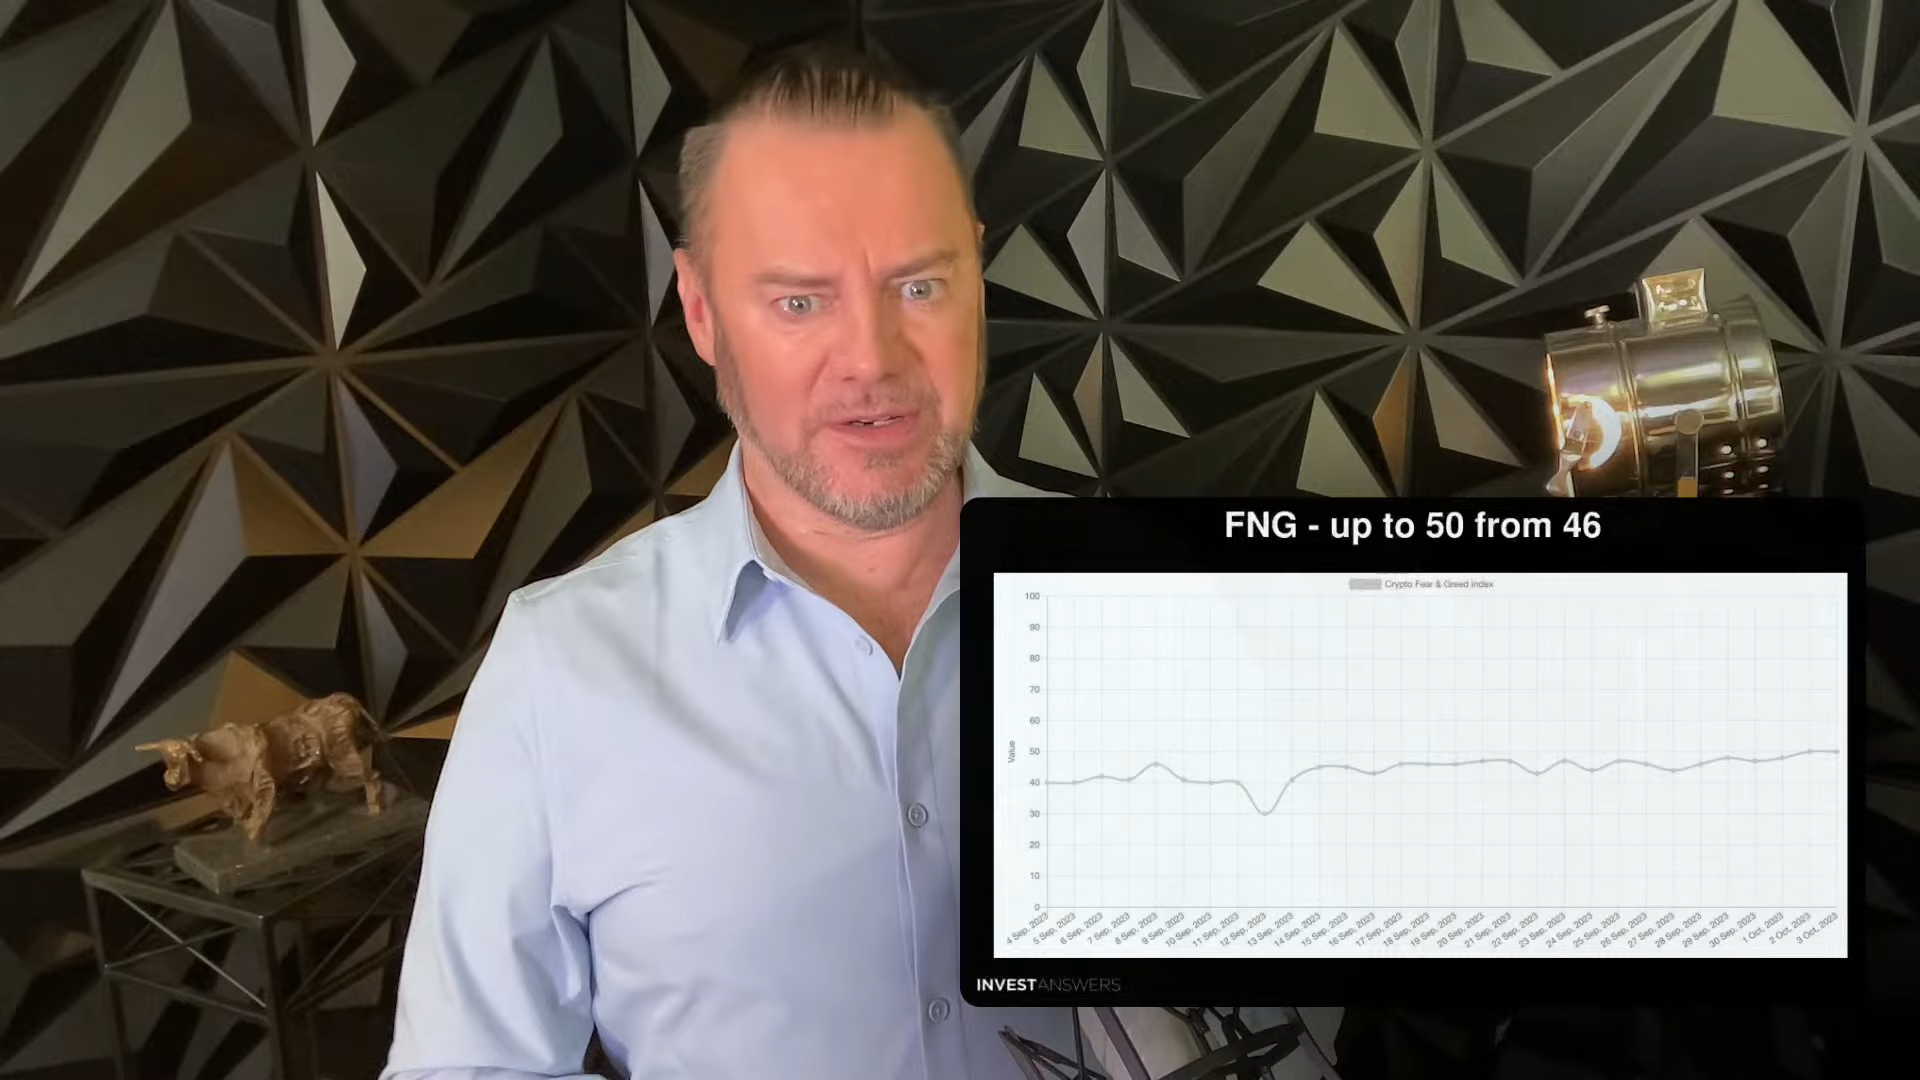 FNG - up to 50 from 46
Crypto Fear & Greed Index
100
90
80
70
60
50
40
30
20
10
0
Value
4 Sep, 2023
5 Sep, 2023
6 Sep, 2023
7 Sep, 2023
8 Sep, 2023
9 Sep, 2023
10 Sep, 2023
11 Sep, 2023
12 Sep, 2023
13 Sep, 2023
14 Sep, 2023
15 Sep, 2023
16 Sep, 2023
17 Sep, 2023
18 Sep, 2023
19 Sep, 2023
20 Sep, 2023
21 Sep, 2023
22 Sep, 2023
23 Sep, 2023
24 Sep, 2023
25 Sep, 2023
26 Sep, 2023
27 Sep, 2023
28 Sep, 2023
29 Sep, 2023
30 Sep, 2023
1 Oct, 2023
2 Oct, 2023
3 Oct, 2023
INVESTANSWERS